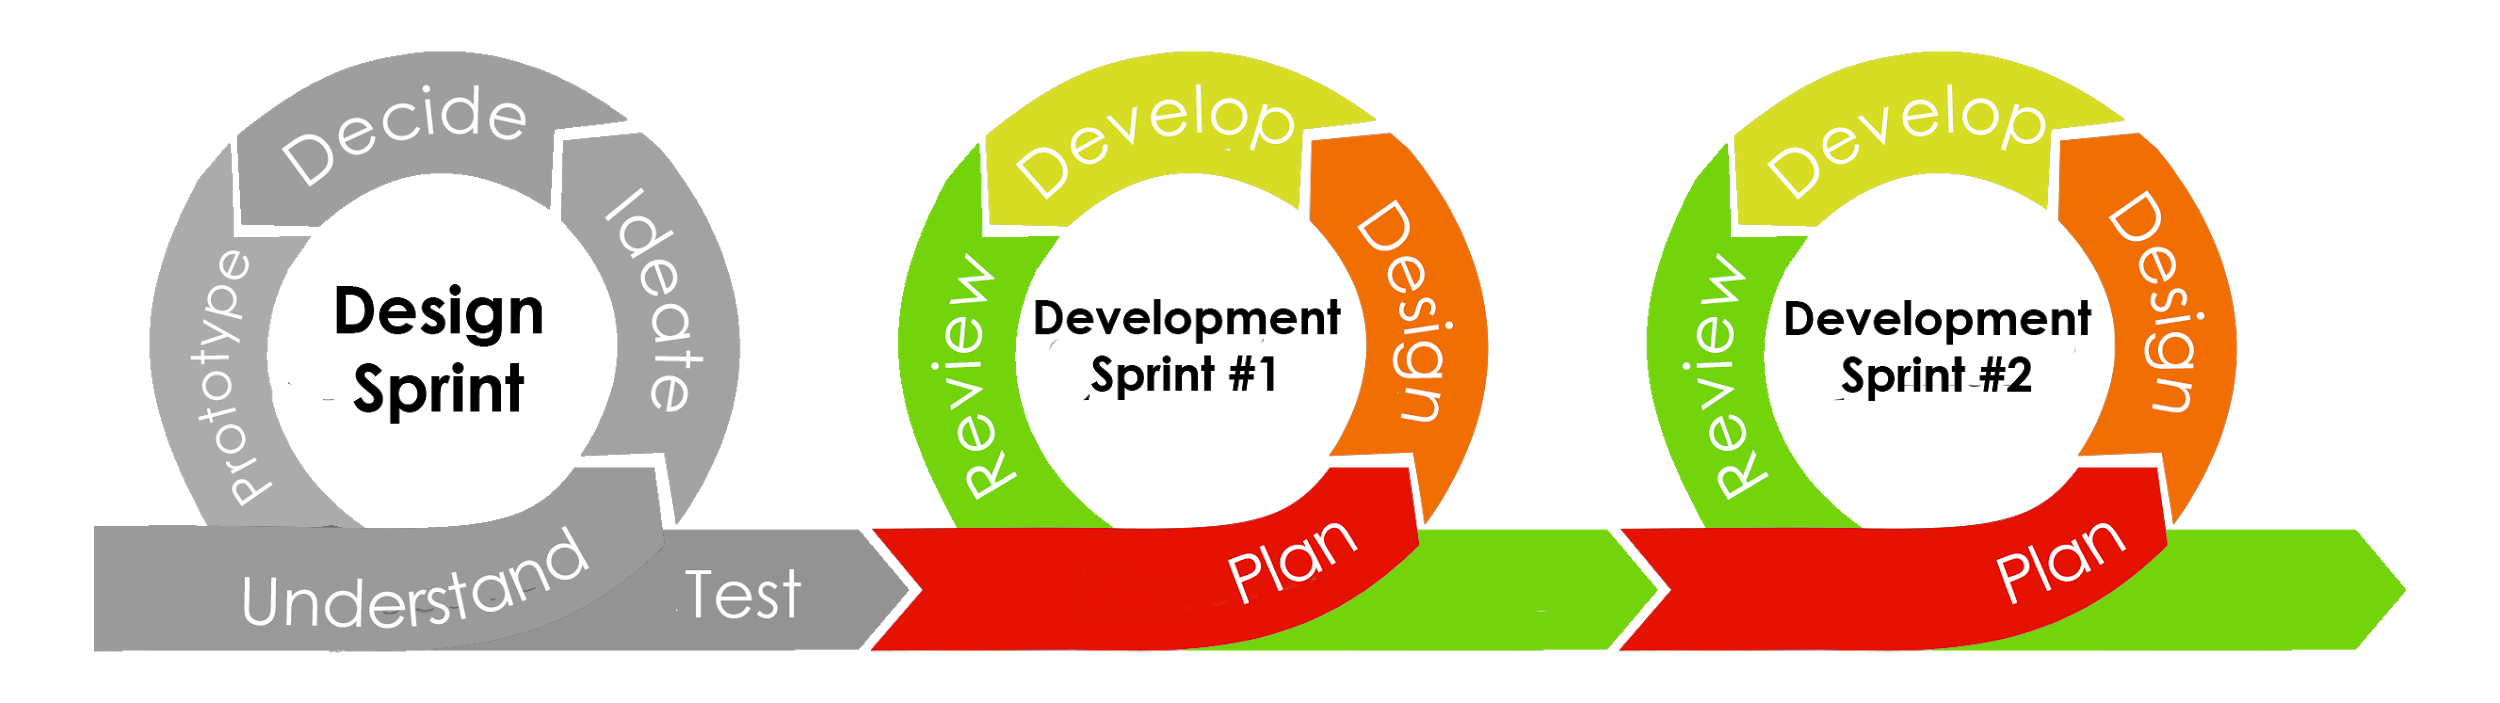 Decide
Ideate
Prototype
Design
Sprint
Understand
Test
Develop
Design
Review
Development
Sprint #1
Plan
Develop
Design
Review
Development
Sprint #2
Plan